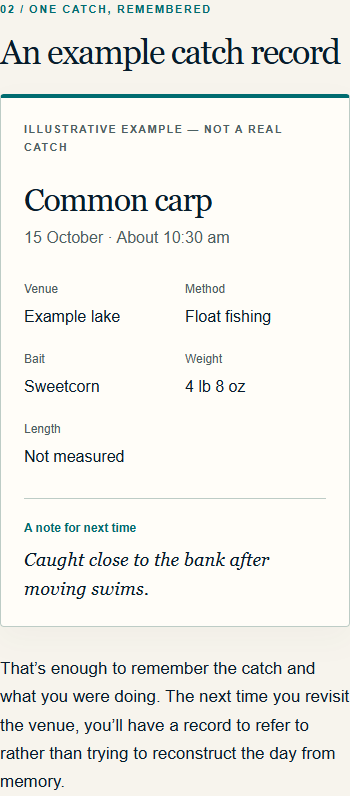 02 / ONE CATCH, REMEMBERED
An example catch record
ILLUSTRATIVE EXAMPLE — NOT A REAL
CATCH
Common carp
15 October · About 10:30 am
Venue
Example lake
Method
Float fishing
Bait
Sweetcorn
Weight
4 lb 8 oz
Length
Not measured
A note for next time
Caught close to the bank after
moving swims.
That’s enough to remember the catch and
what you were doing. The next time you revisit
the venue, you’ll have a record to refer to
rather than trying to reconstruct the day from
memory.